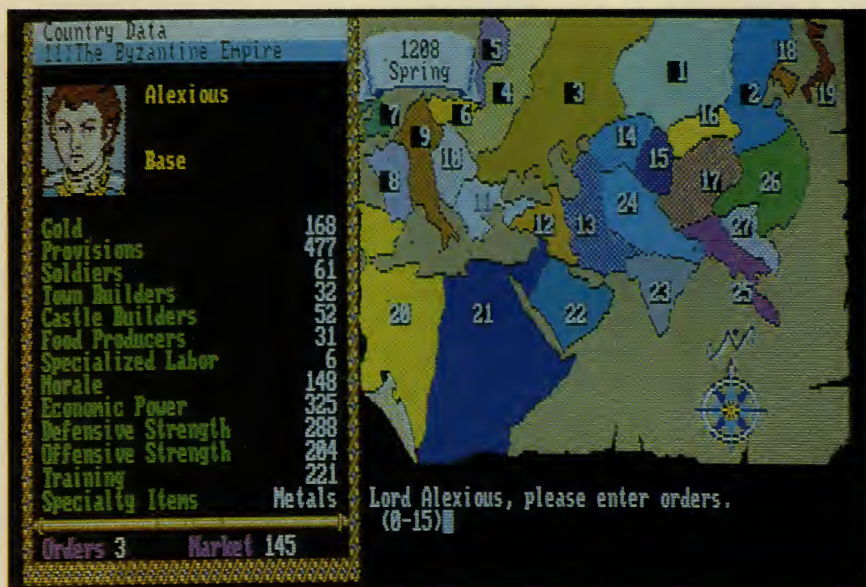 Country Data
11:The Byzantine Empire
Alexious
Base
Gold 168
Provisions 477
Soldiers 61
Town Builders 32
Castle Builders 52
Food Producers 31
Specialized Labor 6
Morale 148
Economic Power 325
Defensive Strength 288
Offensive Strength 204
Training 221
Specialty Items Metals
Orders 3 Market 145
1208
Spring
5
18
1
7
6
4
3
2
19
9
14
16
10
15
8
17
26
11
24
12
13
27
20
21
22
23
25
N
Lord Alexious, please enter orders.
(0-15)